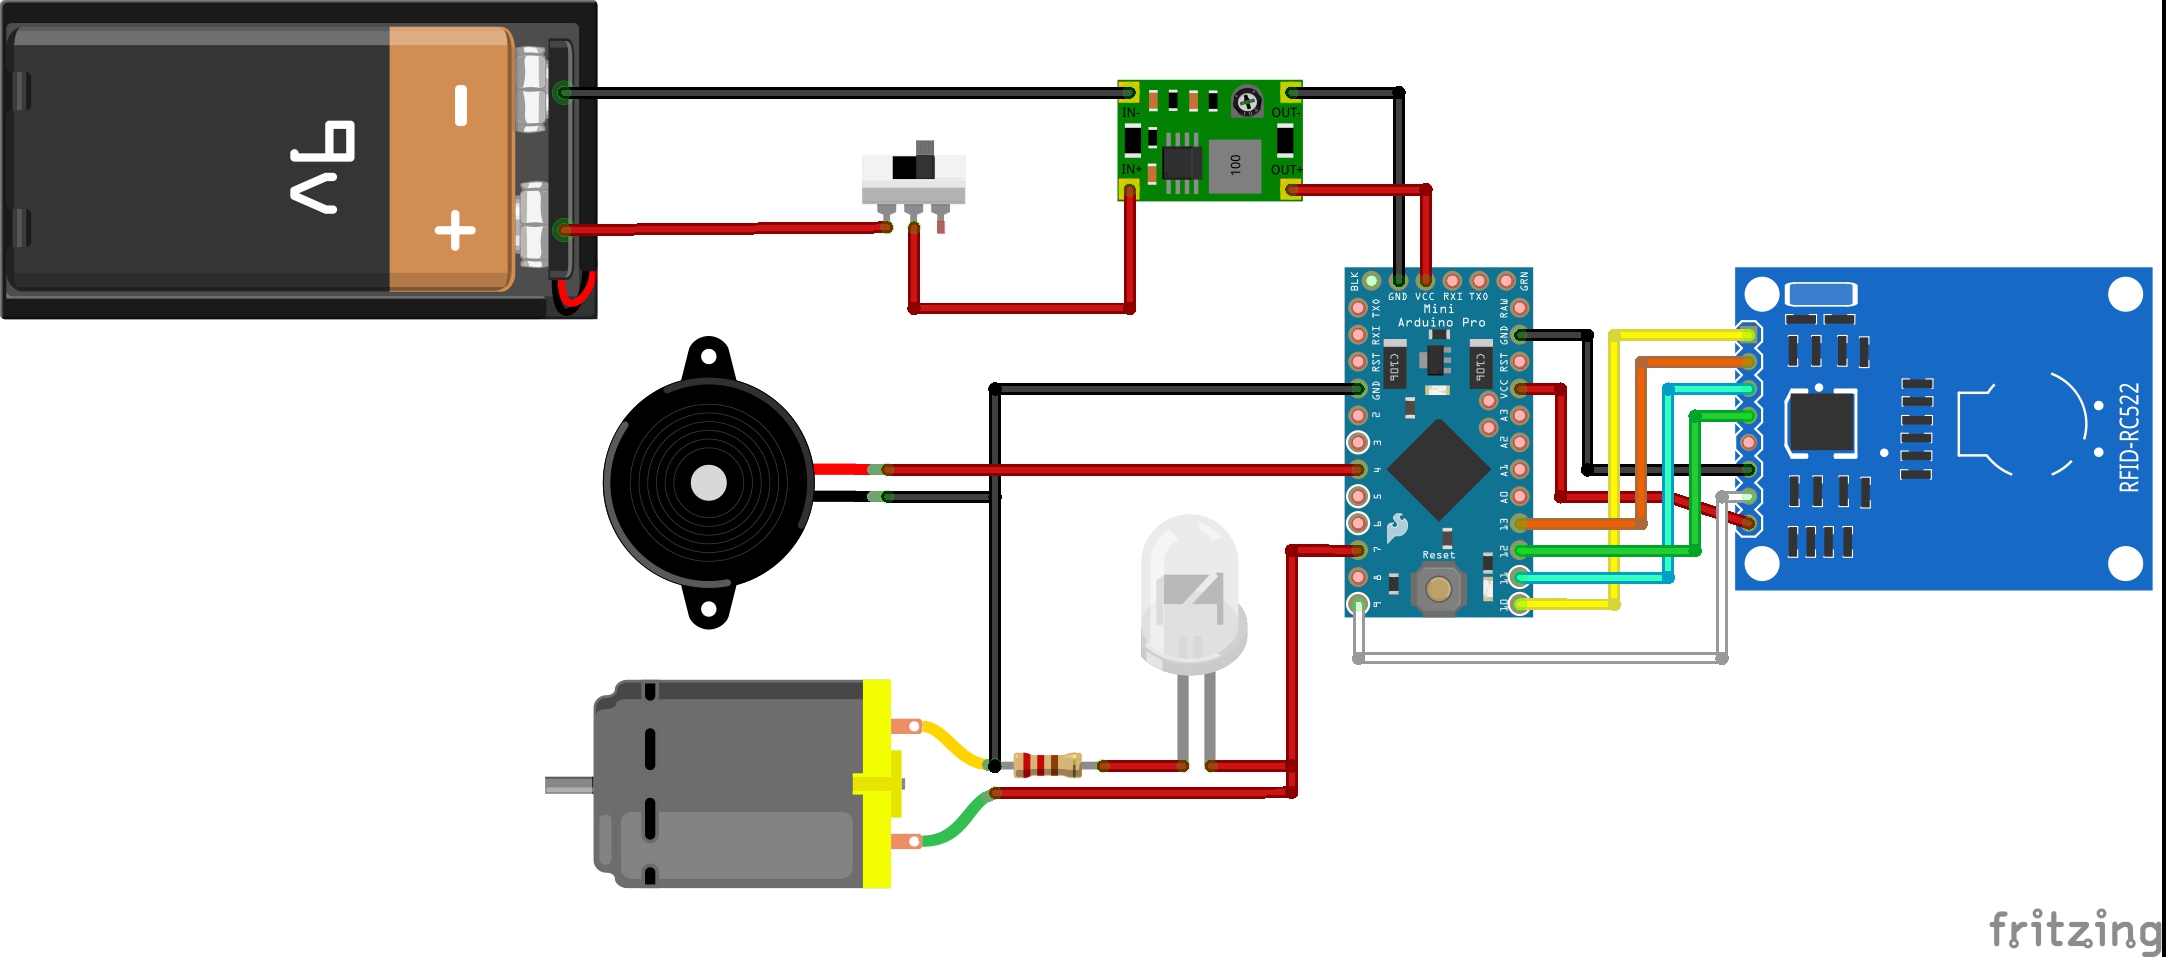 9V
IN-
OUT-
IN+
OUT+
100
BLK
GRN
GND
VCC
RXI
TXO
Mini
Arduino Pro
TXO
RXI
RST
GND
2
3
4
5
6
7
8
9
RAW
GND
RST
VCC
A3
A2
A1
A0
13
12
11
10
C106
C106
Reset
RFID-RC522
fritzing